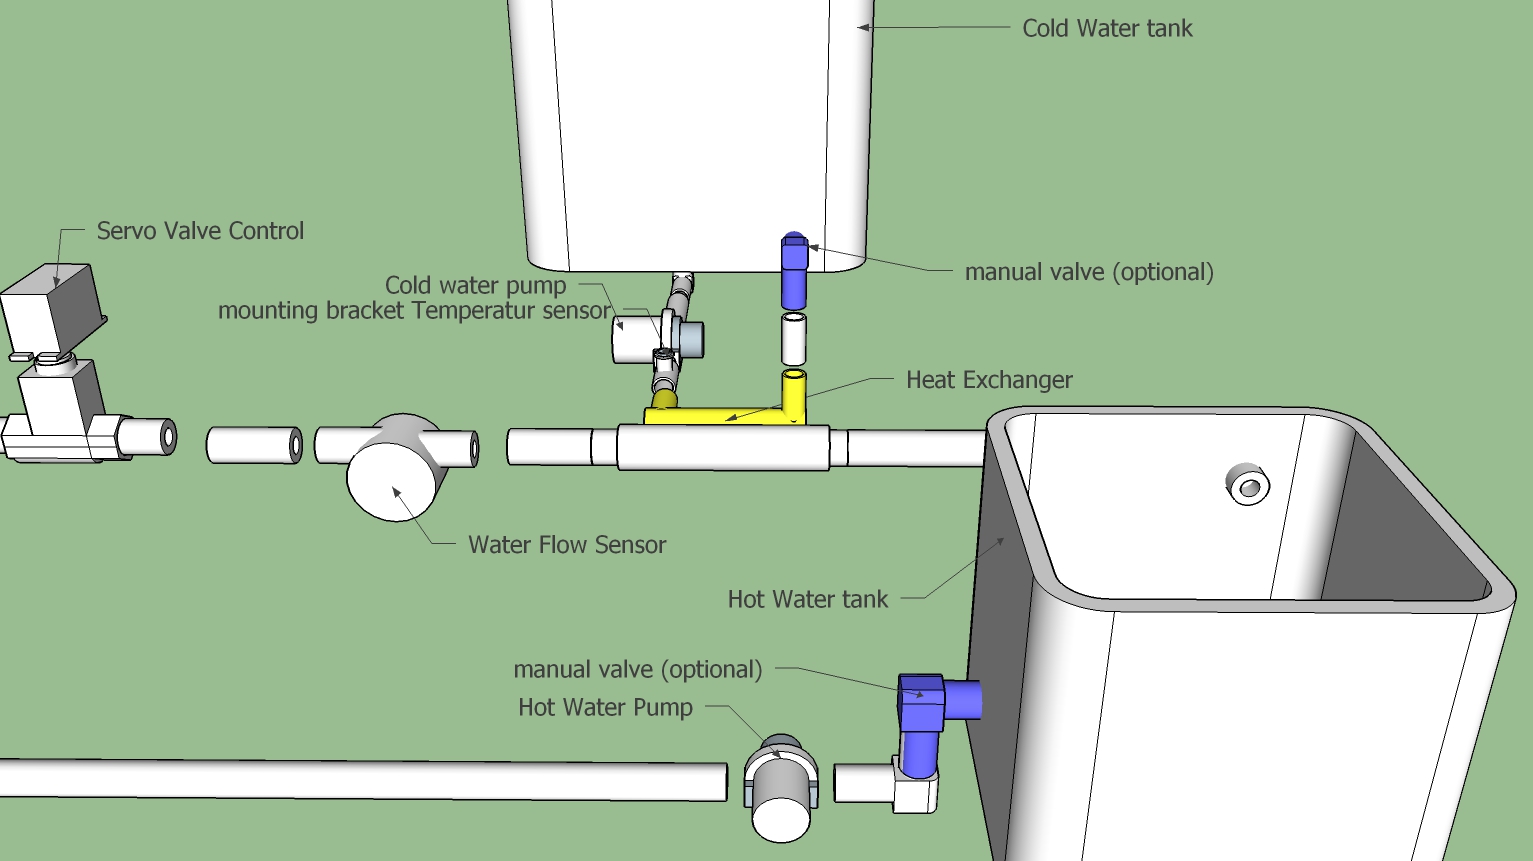 Cold Water tank
Servo Valve Control
manual valve (optional)
Cold water pump
mounting bracket Temperatur sensor
Heat Exchanger
Water Flow Sensor
Hot Water tank
manual valve (optional)
Hot Water Pump